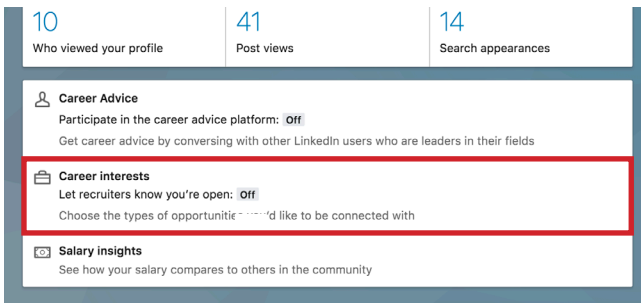 10
41
14
Who viewed your profile
Post views
Search appearances
Career Advice
Participate in the career advice platform: Off
Get career advice by conversing with other LinkedIn users who are leaders in their fields
Career interests
Let recruiters know you're open: Off
Choose the types of like to be connected with
Salary insights
See how your salary compares to others in the community